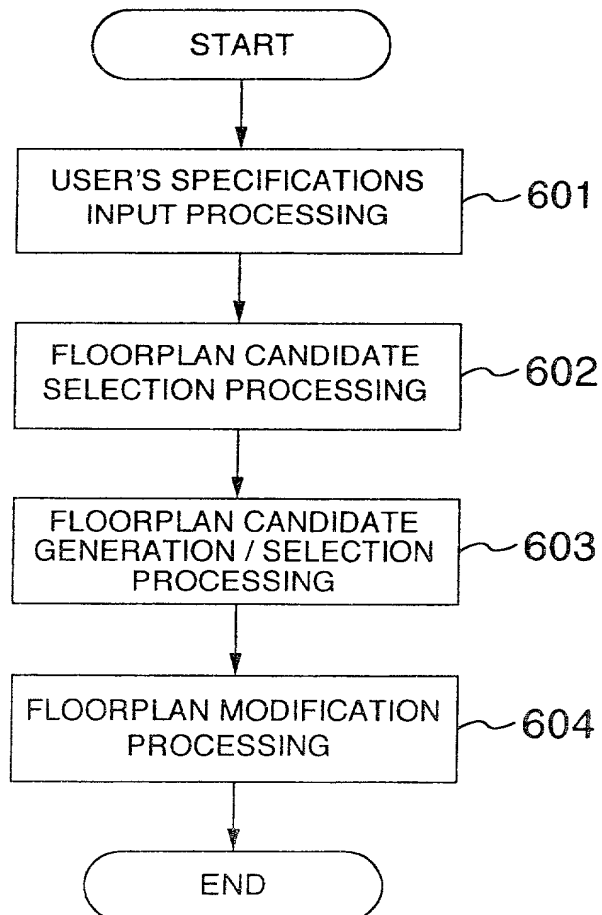 START
USER'S SPECIFICATIONS
INPUT PROCESSING
601
FLOORPLAN CANDIDATE
SELECTION PROCESSING
602
FLOORPLAN CANDIDATE
GENERATION / SELECTION
PROCESSING
603
FLOORPLAN MODIFICATION
PROCESSING
604
END